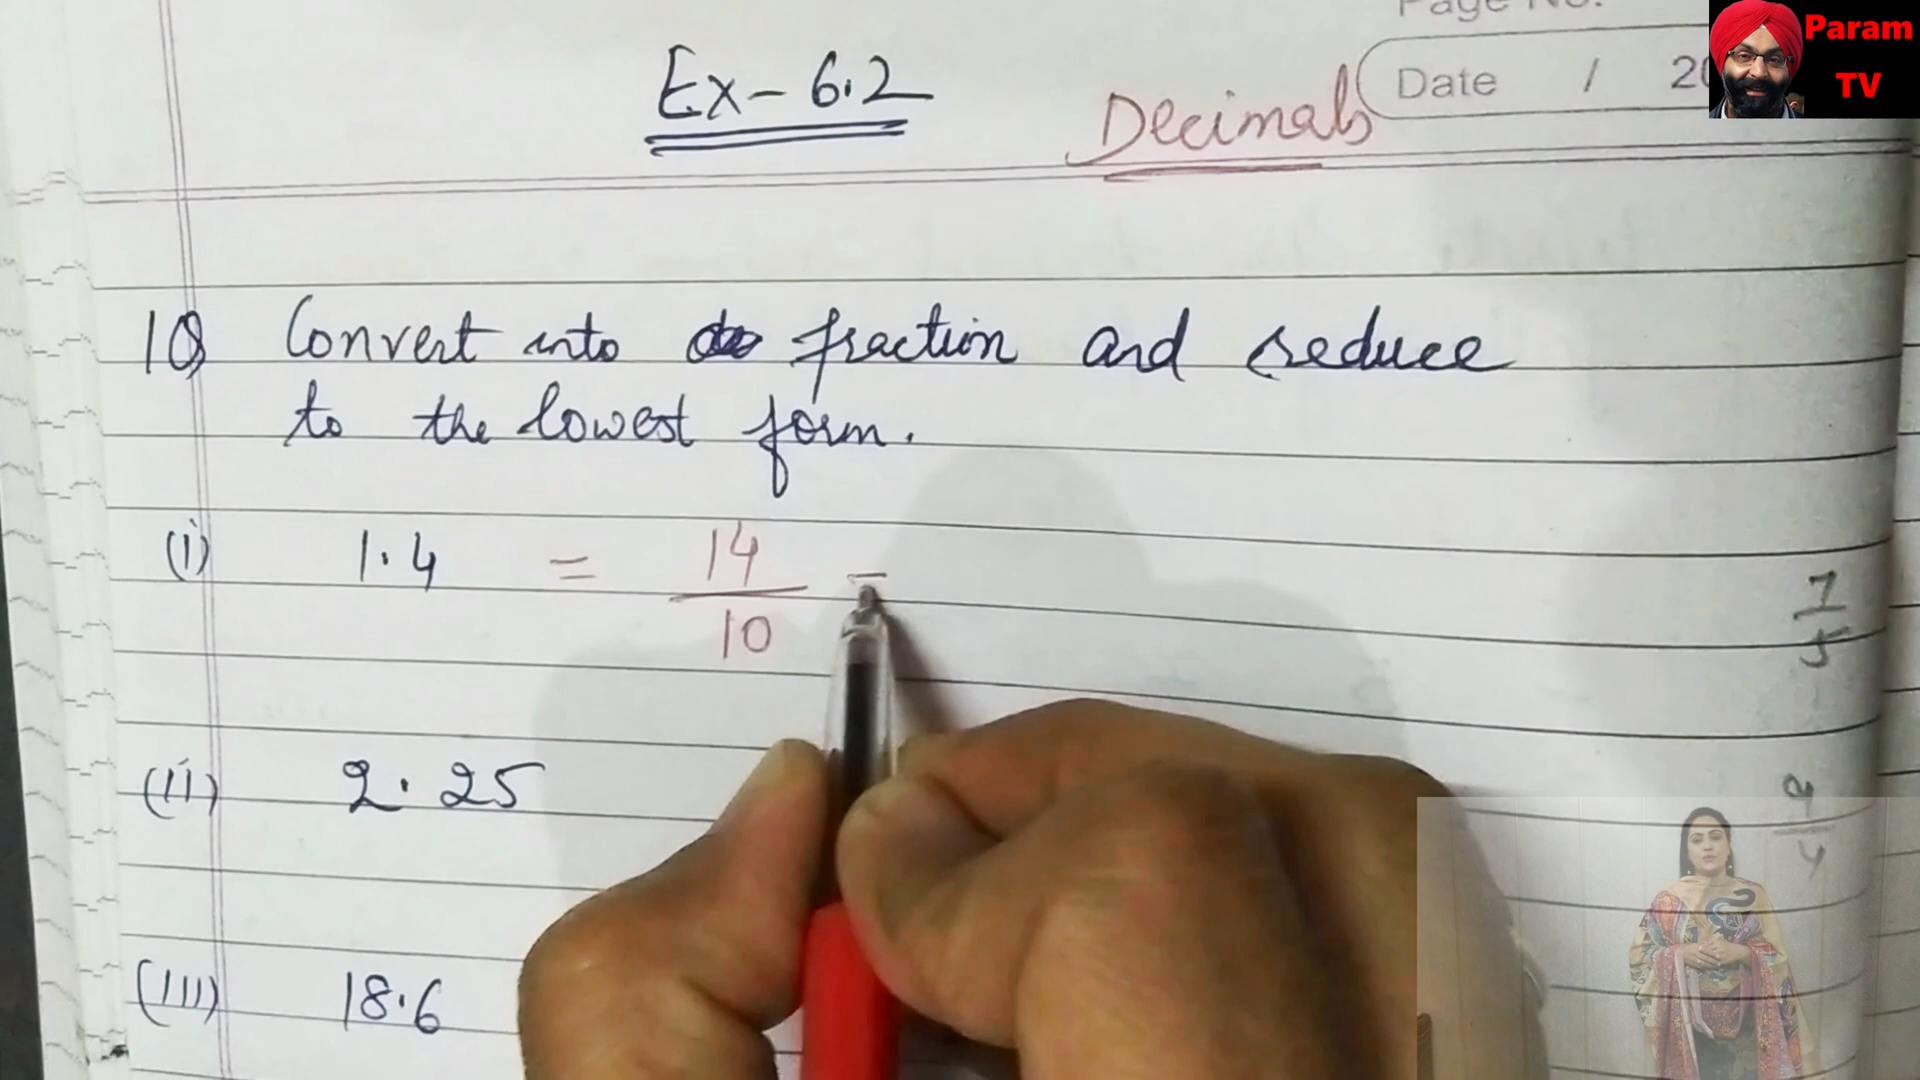 Page No.
Param
TV
Ex-6.2
Decimals
Date / 20
1Q Convert into fraction and reduce
to the lowest form.
(i) 1.4 = 14/10 =
7
5
(ii) 2.25
9
4
(iii) 18.6